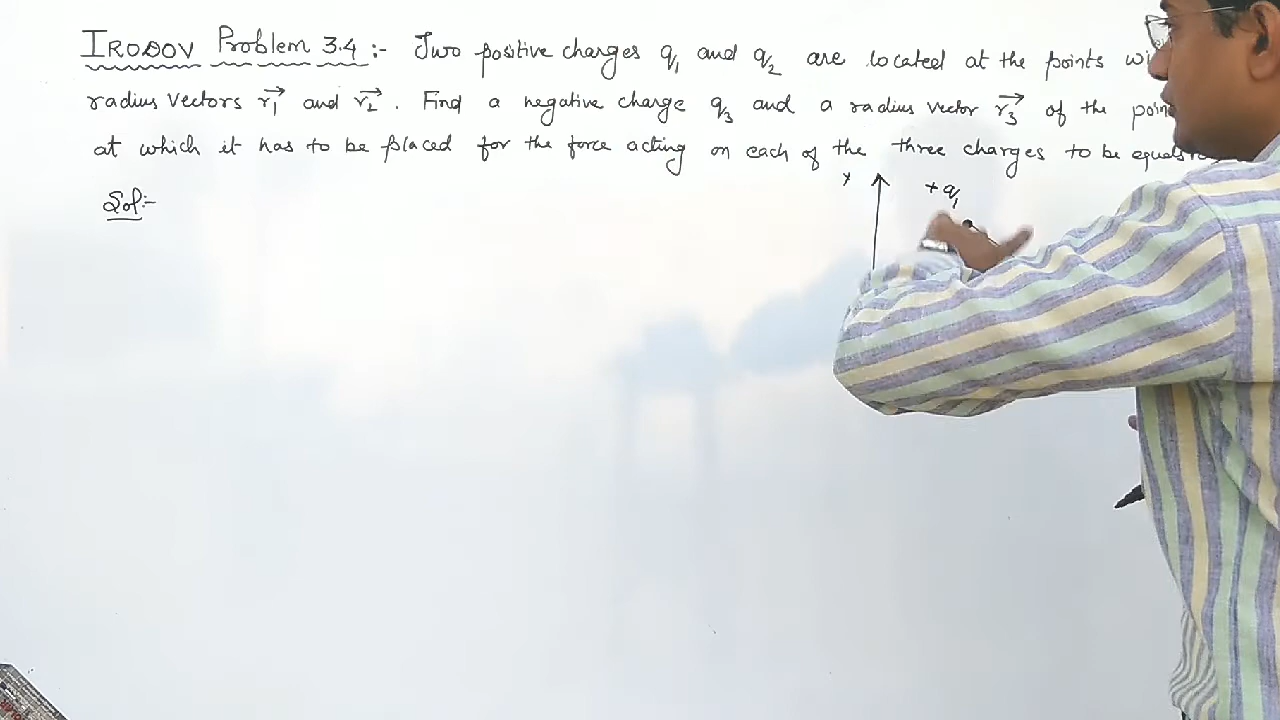 IRODOV Problem 3.4 :- Two positive charges q1 and q2 are located at the points
radius vectors r1 and r2 . Find a negative charge q3 and a radius vector r3 of the
at which it has to be placed for the force acting on each of the three charges to be
Sol :-
y
+q1